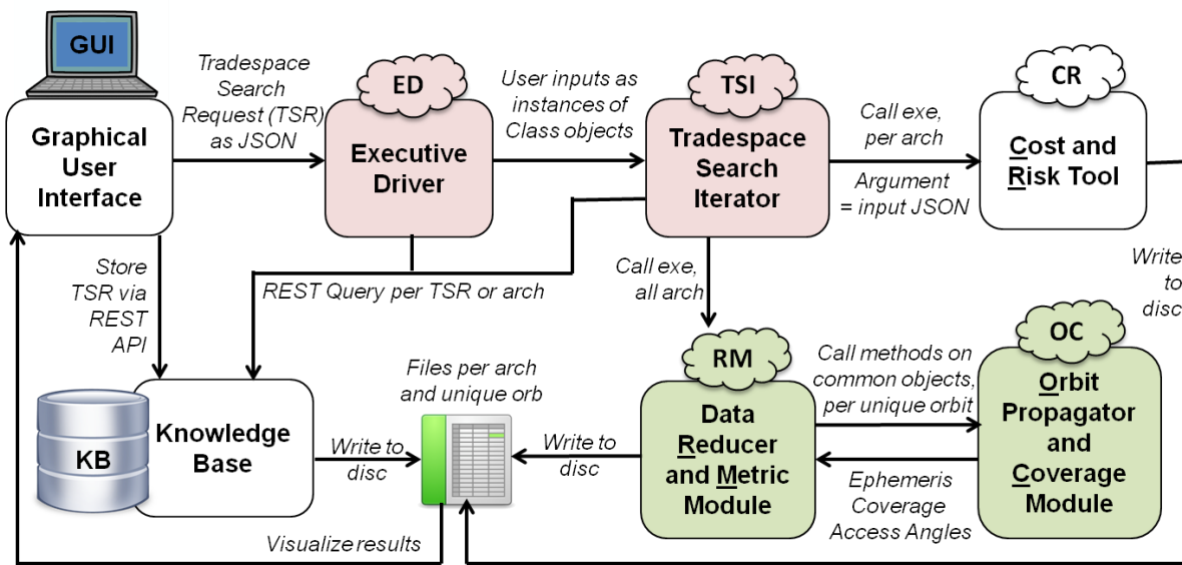 GUI
Graphical
User
Interface
Tradespace
Search
Request (TSR)
as JSON
ED
Executive
Driver
User inputs as
instances of
Class objects
TSI
Tradespace
Search
Iterator
Call exe,
per arch
Argument
= input JSON
CR
Cost and
Risk Tool
Write
to
disc
Store
TSR via
REST
API
REST Query per TSR or arch
Call exe,
all arch
KB
Knowledge
Base
Write to
disc
Files per arch
and unique orb
Write to
disc
RM
Data
Reducer
and Metric
Module
Call methods on
common objects,
per unique orbit
Ephemeris
Coverage
Access Angles
OC
Orbit
Propagator
and
Coverage
Module
Visualize results